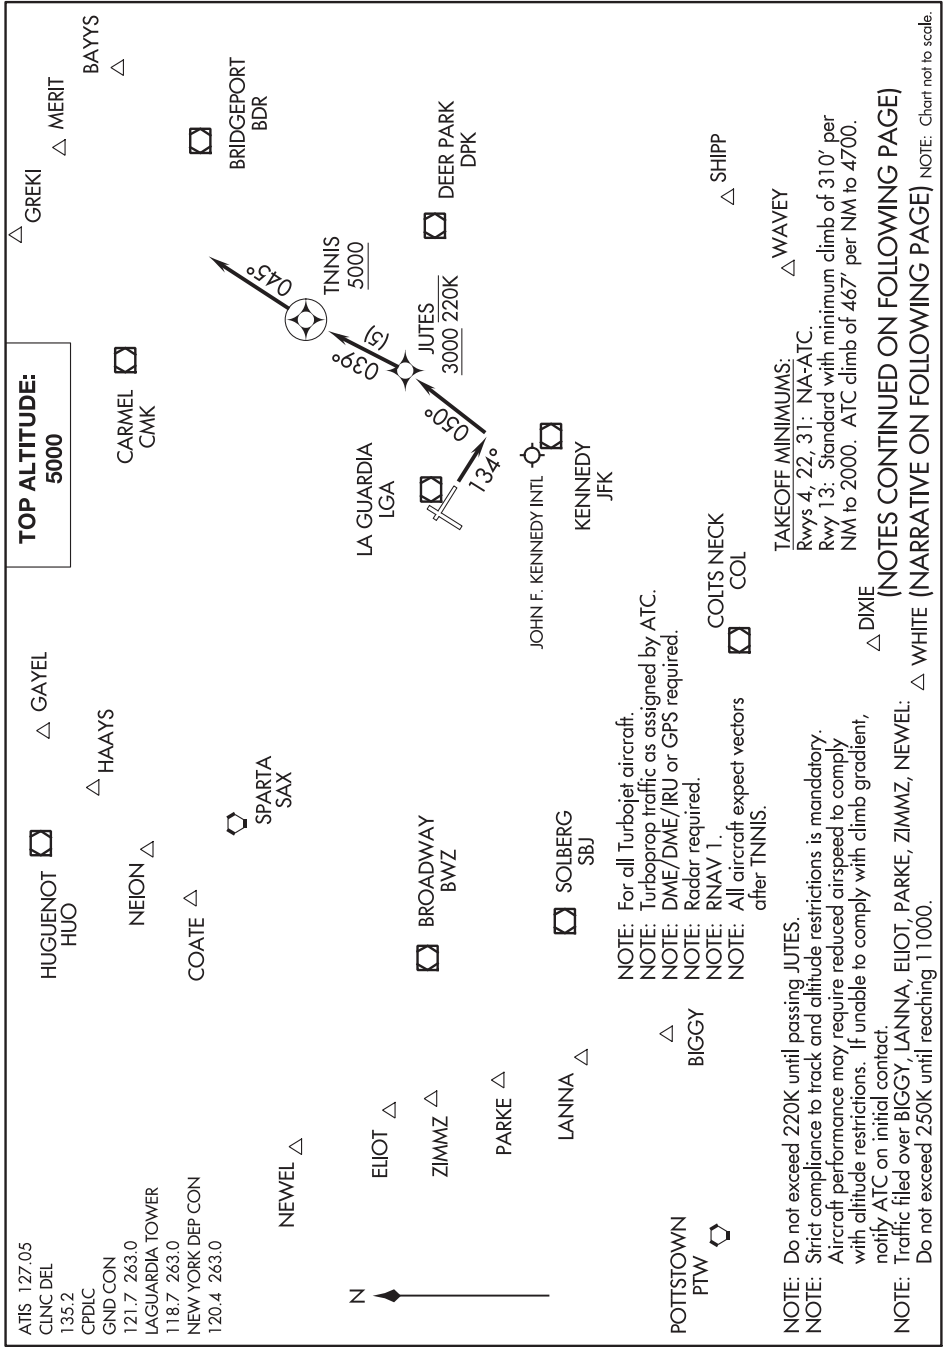 ATIS 127.05
CLNC DEL
135.2
CPDLC
GND CON
121.7 263.0
LAGUARDIA TOWER
118.7 263.0
NEW YORK DEP CON
120.4 263.0
TOP ALTITUDE:
5000
HUGUENOT
HUO
GAYEL
HAAYS
NEION
COATE
SPARTA
SAX
GREKI
MERIT
BAYYS
CARMEL
CMK
BRIDGEPORT
BDR
045°
TNNIS
5000
(5)
039°
JUTES
3000 220K
050°
134°
DEER PARK
DPK
LA GUARDIA
LGA
JOHN F. KENNEDY INTL
KENNEDY
JFK
NEWEL
ELIOT
ZIMMZ
PARKE
LANNA
BIGGY
BROADWAY
BWZ
SOLBERG
SBJ
N
POTTSTOWN
PTW
COLTS NECK
COL
SHIPP
WAVEY
DIXIE
WHITE
NOTE: For all Turbojet aircraft.
NOTE: Turboprop traffic as assigned by ATC.
NOTE: DME/DME/IRU or GPS required.
NOTE: Radar required.
NOTE: RNAV 1.
NOTE: All aircraft expect vectors
after TNNIS.
NOTE: Do not exceed 220K until passing JUTES.
NOTE: Strict compliance to track and altitude restrictions is mandatory.
Aircraft performance may require reduced airspeed to comply
with altitude restrictions. If unable to comply with climb gradient,
notify ATC on initial contact.
NOTE: Traffic filed over BIGGY, LANNA, ELIOT, PARKE, ZIMMZ, NEWEL:
Do not exceed 250K until reaching 11000.
TAKEOFF MINIMUMS:
Rwys 4, 22, 31: NA-ATC.
Rwy 13: Standard with minimum climb of 310' per
NM to 2000. ATC climb of 467' per NM to 4700.
(NOTES CONTINUED ON FOLLOWING PAGE)
(NARRATIVE ON FOLLOWING PAGE)
NOTE: Chart not to scale.